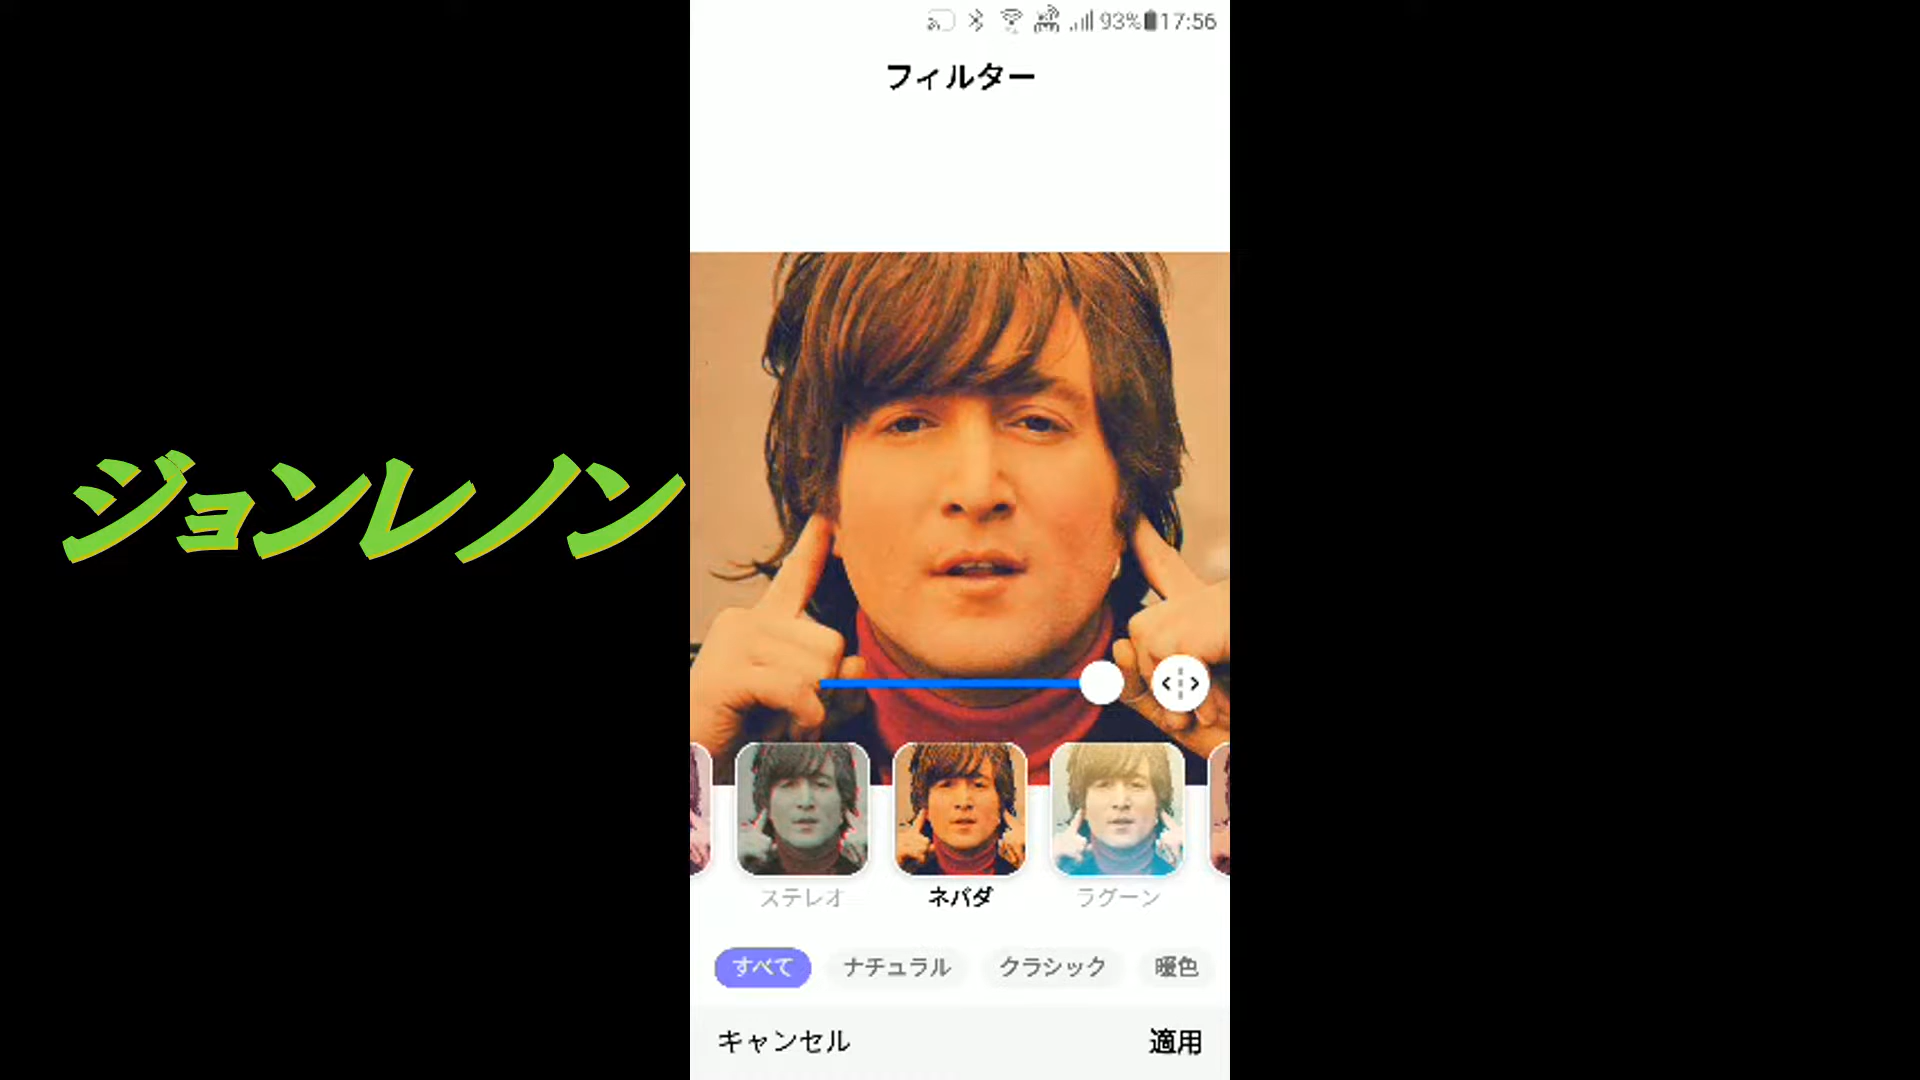 93% 17:56
フィルター
ジョンレノン
ステレオ
ネバダ
ラグーン
すべて
ナチュラル
クラシック
暖色
キャンセル
適用